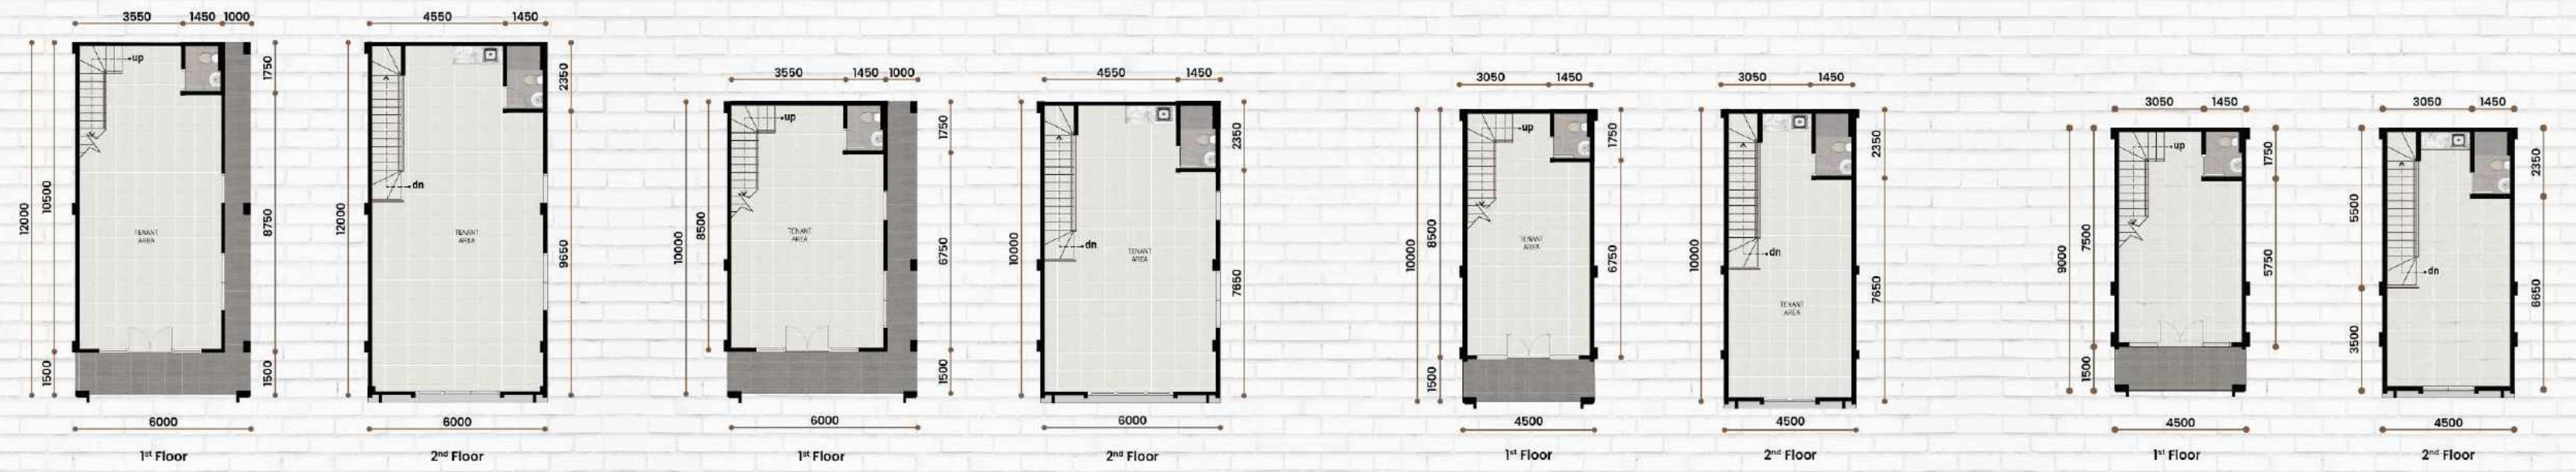 3550 1450 1000
12000
10500
1500
up
TENANT
AREA
1750
8750
1500
6000
1st Floor
4550 1450
12000
dn
TENANT
AREA
2350
9650
6000
2nd Floor
3550 1450 1000
10000
8500
up
TENANT
AREA
1750
6750
1500
6000
1st Floor
4550 1450
10000
dn
TENANT
AREA
2350
7650
6000
2nd Floor
3050 1450
10000
8500
1500
up
TENANT
AREA
1750
6750
4500
1st Floor
3050 1450
10000
dn
TENANT
AREA
2350
7650
4500
2nd Floor
3050 1450
9000
7500
1500
up
1750
5750
4500
1st Floor
3050 1450
5500
3500
dn
2350
6650
4500
2nd Floor